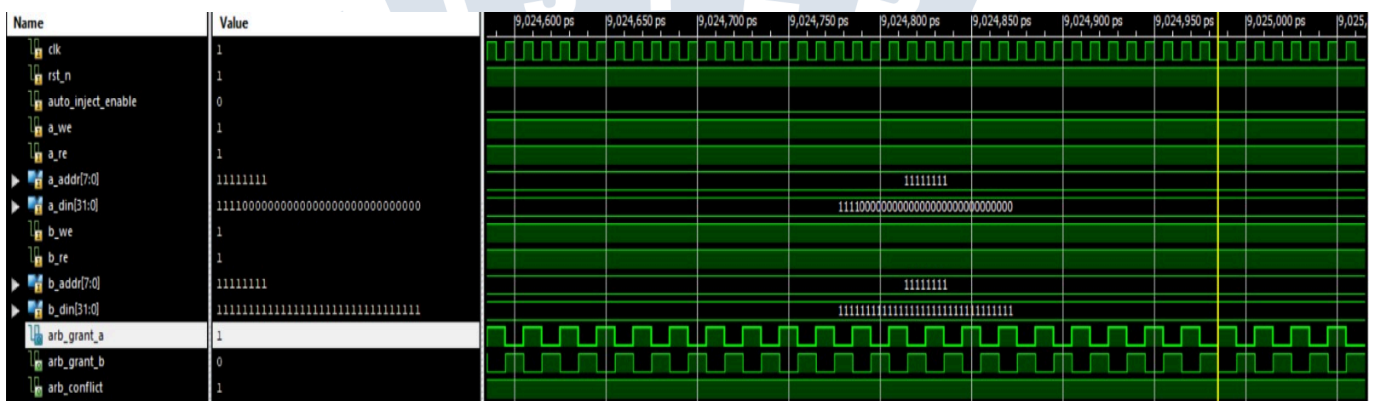 Name Value 9,024,600 ps 9,024,650 ps 9,024,700 ps 9,024,750 ps 9,024,800 ps 9,024,850 ps 9,024,900 ps 9,024,950 ps 9,025,000 ps 9,025,
clk 1
rst_n 1
auto_inject_enable 0
a_we 1
a_re 1
a_addr[7:0] 11111111 11111111
a_din[31:0] 11110000000000000000000000000000 11110000000000000000000000000000
b_we 1
b_re 1
b_addr[7:0] 11111111 11111111
b_din[31:0] 11111111111111111111111111111111 11111111111111111111111111111111
arb_grant_a 1
arb_grant_b 0
arb_conflict 1